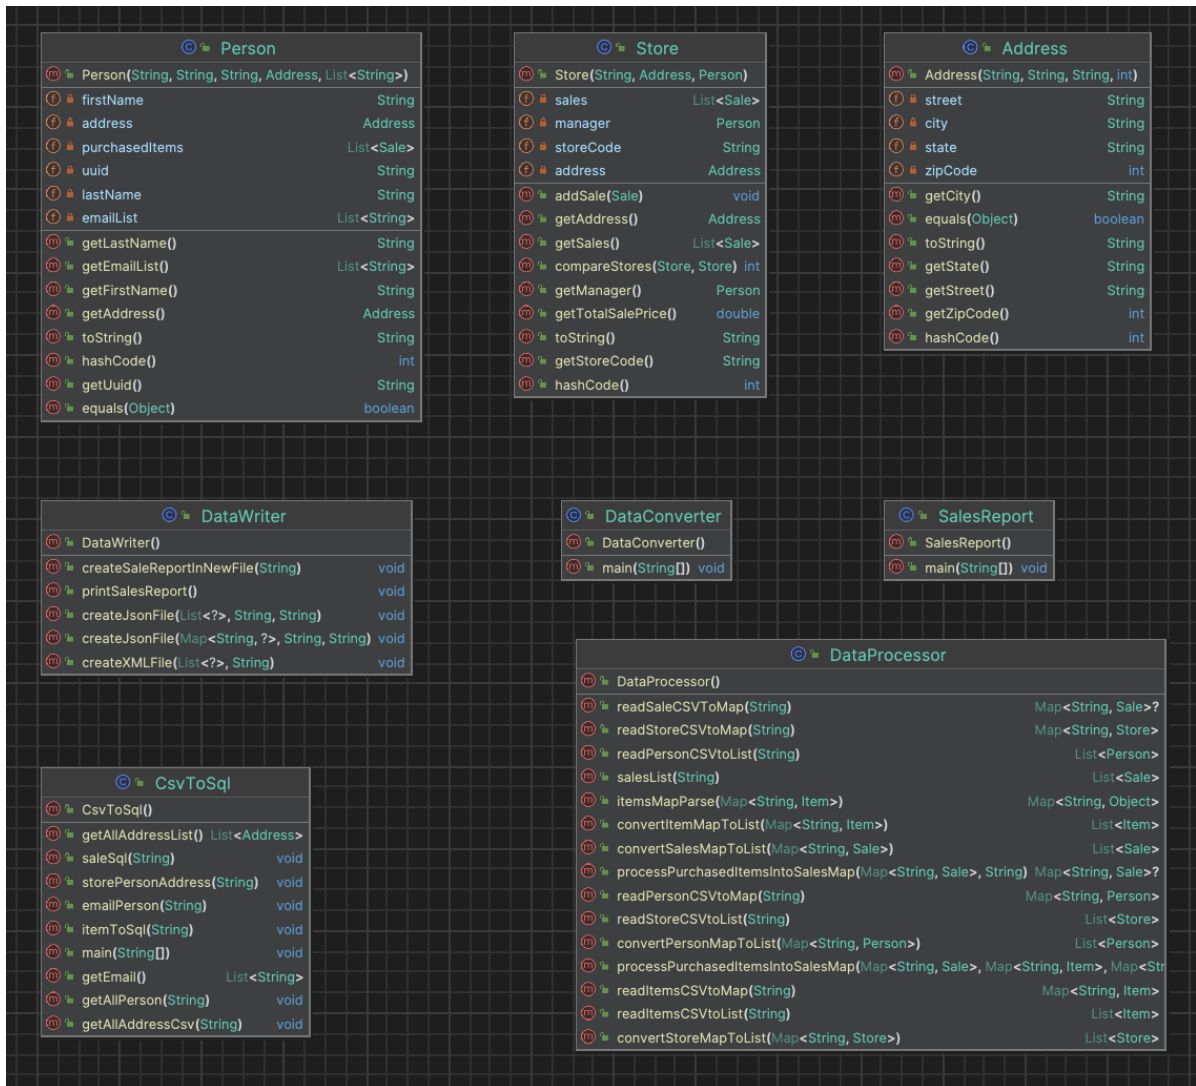 Person
Person(String, String, String, Address, List<String>)
firstName String
address Address
purchasedItems List<Sale>
uuid String
lastName String
emailList List<String>
getLastName() String
getEmailList() List<String>
getFirstName() String
getAddress() Address
toString() String
hashCode() int
getUuid() String
equals(Object) boolean
Store
Store(String, Address, Person)
sales List<Sale>
manager Person
storeCode String
address Address
addSale(Sale) void
getAddress() Address
getSales() List<Sale>
compareStores(Store, Store) int
getManager() Person
getTotalSalePrice() double
toString() String
getStoreCode() String
hashCode() int
Address
Address(String, String, String, int)
street String
city String
state String
zipCode int
getCity() String
equals(Object) boolean
toString() String
getState() String
getStreet() String
getZipCode() int
hashCode() int
DataWriter
DataWriter()
createSaleReportInNewFile(String) void
printSalesReport() void
createJsonFile(List<?>, String, String) void
createJsonFile(Map<String, ?>, String, String) void
createXMLFile(List<?>, String) void
DataConverter
DataConverter()
main(String[]) void
SalesReport
SalesReport()
main(String[]) void
DataProcessor
DataProcessor()
readSaleCSVToMap(String) Map<String, Sale>?
readStoreCSVtoMap(String) Map<String, Store>
readPersonCSVtoList(String) List<Person>
salesList(String) List<Sale>
itemsMapParse(Map<String, Item>) Map<String, Object>
convertItemMapToList(Map<String, Item>) List<Item>
convertSalesMapToList(Map<String, Sale>) List<Sale>
processPurchasedItemsIntoSalesMap(Map<String, Sale>, String) Map<String, Sale>?
readPersonCSVtoMap(String) Map<String, Person>
readStoreCSVtoList(String) List<Store>
convertPersonMapToList(Map<String, Person>) List<Person>
processPurchasedItemsIntoSalesMap(Map<String, Sale>, Map<String, Item>, Map<Str
readItemsCSVtoMap(String) Map<String, Item>
readItemsCSVtoList(String) List<Item>
convertStoreMapToList(Map<String, Store>) List<Store>
CsvToSql
CsvToSql()
getAllAddressList() List<Address>
saleSql(String) void
storePersonAddress(String) void
emailPerson(String) void
itemToSql(String) void
main(String[]) void
getEmail() List<String>
getAllPerson(String) void
getAllAddressCsv(String) void